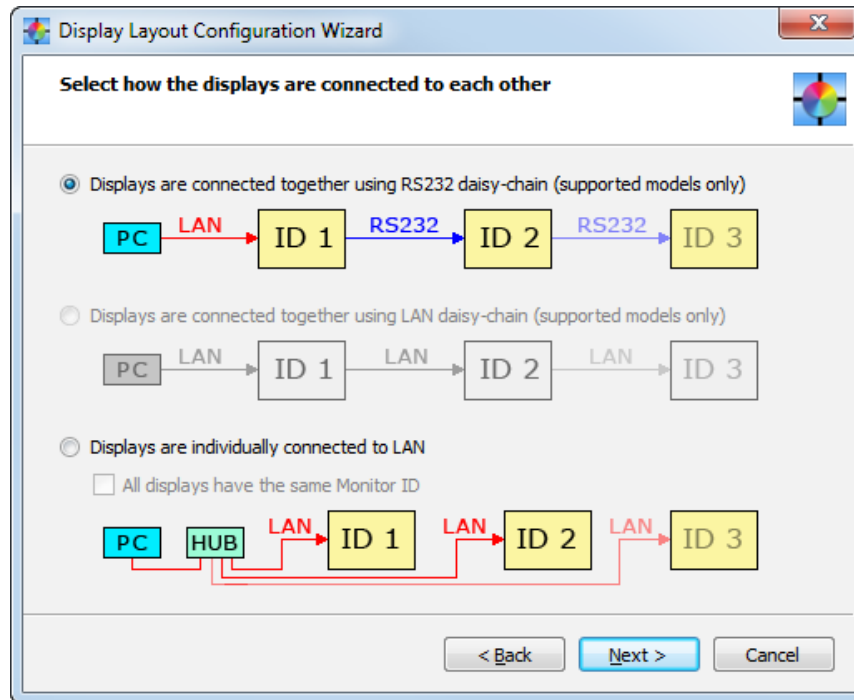 Display Layout Configuration Wizard
Select how the displays are connected to each other
Displays are connected together using RS232 daisy-chain (supported models only)
PC LAN ID 1 RS232 ID 2 RS232 ID 3
Displays are connected together using LAN daisy-chain (supported models only)
PC LAN ID 1 LAN ID 2 LAN ID 3
Displays are individually connected to LAN
All displays have the same Monitor ID
PC HUB LAN ID 1 LAN ID 2 LAN ID 3
< Back Next > Cancel